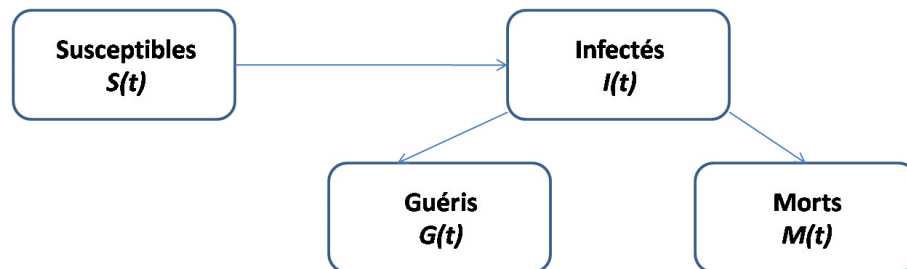 Susceptibles
S(t)
Infectés
I(t)
Guéris
G(t)
Morts
M(t)